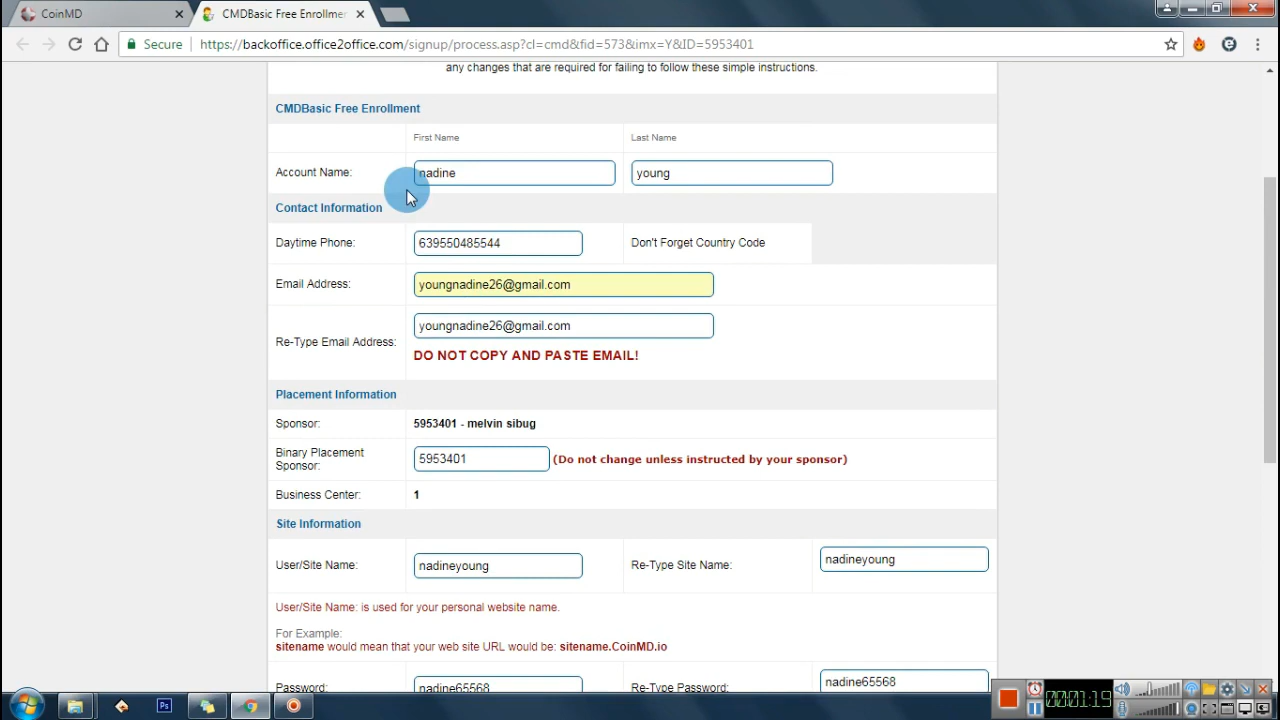 CoinMD
CMDBasic Free Enrollme
Secure
https://backoffice.office2office.com/signup/process.asp?cl=cmd&fid=573&imx=Y&ID=5953401
any changes that are required for failing to follow these simple instructions.
CMDBasic Free Enrollment
First Name Last Name
Account Name: nadine young
Contact Information
Daytime Phone: 639550485544 Don't Forget Country Code
Email Address: youngnadine26@gmail.com
Re-Type Email Address: youngnadine26@gmail.com
DO NOT COPY AND PASTE EMAIL!
Placement Information
Sponsor: 5953401 - melvin sibug
Binary Placement
Sponsor: 5953401 (Do not change unless instructed by your sponsor)
Business Center: 1
Site Information
User/Site Name: nadineyoung Re-Type Site Name: nadineyoung
User/Site Name: is used for your personal website name.
For Example:
sitename would mean that your web site URL would be: sitename.CoinMD.io
Password: nadine65568 Re-Type Password: nadine65568
Ps
00:01:19